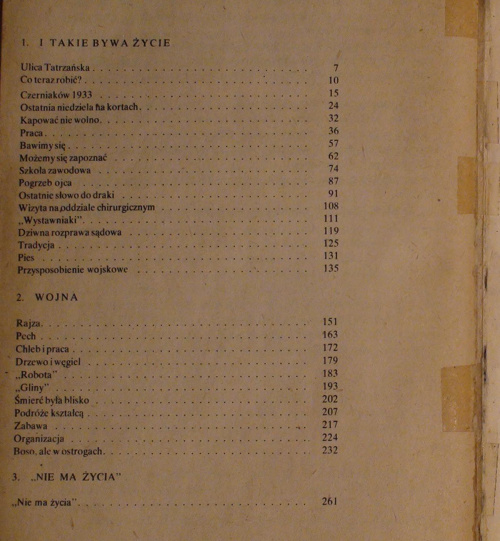 1. I TAKIE BYWA ŻYCIE
Ulica Tatrzańska . . . . 7
Co teraz robić? . . . . 10
Czerniaków 1933 . . . . 15
Ostatnia niedziela na kortach . . . . 24
Kapować nie wolno . . . . 32
Praca . . . . 36
Bawimy się . . . . 57
Możemy się zapoznać . . . . 62
Szkoła zawodowa . . . . 74
Pogrzeb ojca . . . . 87
Ostatnie słowo do draki . . . . 91
Wizyta na oddziale chirurgicznym . . . . 108
„Wystawniaki” . . . . 111
Dziwna rozprawa sądowa . . . . 119
Tradycja . . . . 125
Pies . . . . 131
Przysposobienie wojskowe . . . . 135
2. WOJNA
Rajza . . . . 151
Pech . . . . 163
Chleb i praca . . . . 172
Drzewo i węgiel . . . . 179
„Robota” . . . . 183
„Gliny” . . . . 193
Śmierć była blisko . . . . 202
Podróże kształcą . . . . 207
Zabawa . . . . 217
Organizacja . . . . 224
Boso, ale w ostrogach . . . . 232
3. „NIE MA ŻYCIA”
„Nie ma życia” . . . . 261